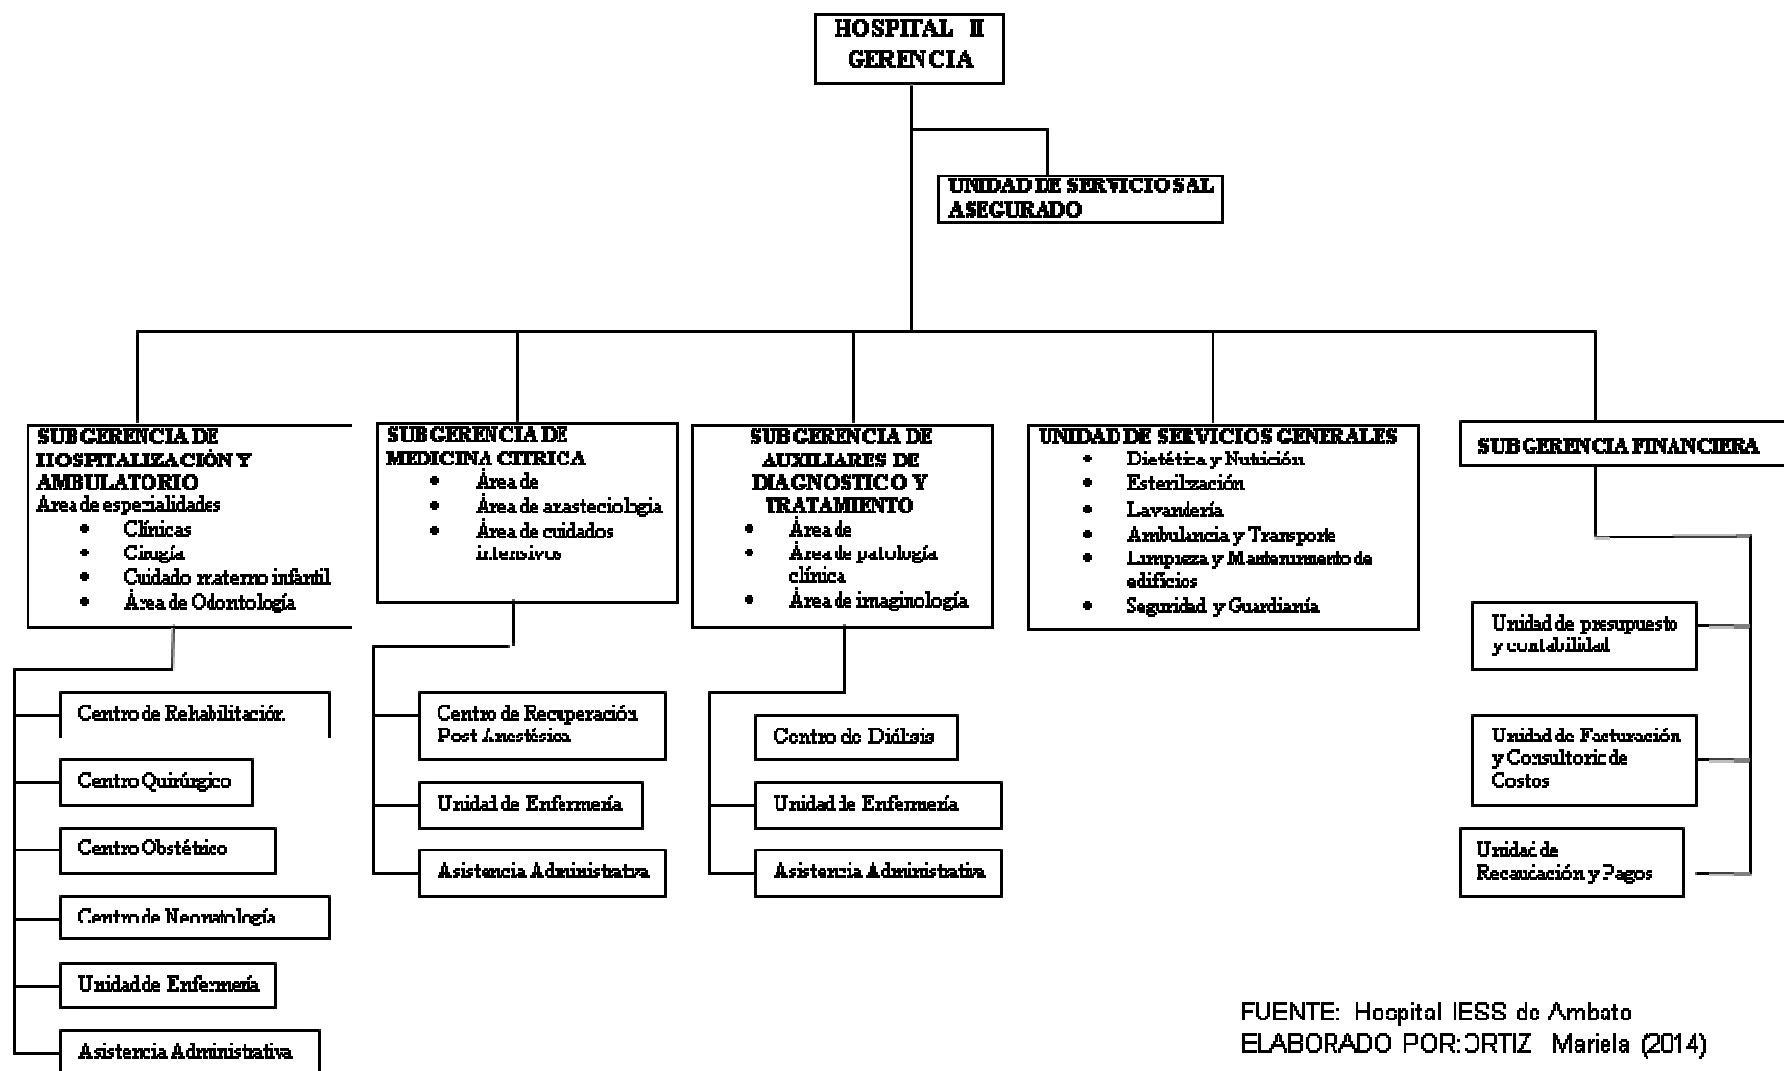 HOSPITAL II
GERENCIA
UNIDAD DE SERVICIO SAL
ASEGURADO
SUBGERENCIA DE
HOSPITALIZACIÓN Y
AMBULATORIO
Area de especialidades
• Clínicas
• Cirugía
• Cuidado materno infantil
• Área de Odontología
Centro de Rehabilitación
Centro Quirúrgico
Centro Obstétrico
Centro de Neonatología
Unidad de Enfermería
Asistencia Administrativa
SUBGERENCIA DE
MEDICINA CITRICA
• Área de
• Área de anasteciologia
• Área de cuidados
intensivos
Centro de Recuperación
Post Anestésica
Unidad de Enfermería
Asistencia Administrativa
SUBGERENCIA DE
AUXILIARES DE
DIAGNOSTICO Y
TRATAMIENTO
• Área de
• Área de patología
clínica
• Área de imaginología
Centro de Diálisis
Unidad de Enfermería
Asistencia Administrativa
UNIDAD DE SERVICIOS GENERALES
• Dietética y Nutrición
• Esterilización
• Lavandería
• Ambulancia y Transporte
• Limpieza y Mantenimiento de
edificios
• Seguridad y Guardianía
SUBGERENCIA FINANCIERA
Unidad de presupuesto
y contabilidad
Unidad de Facturación
y Consultoric de
Costos
Unidad de
Recaudación y Pagos
FUENTE: Hospital IESS de Ambato
ELABORADO POR: ORTIZ Mariela (2014)